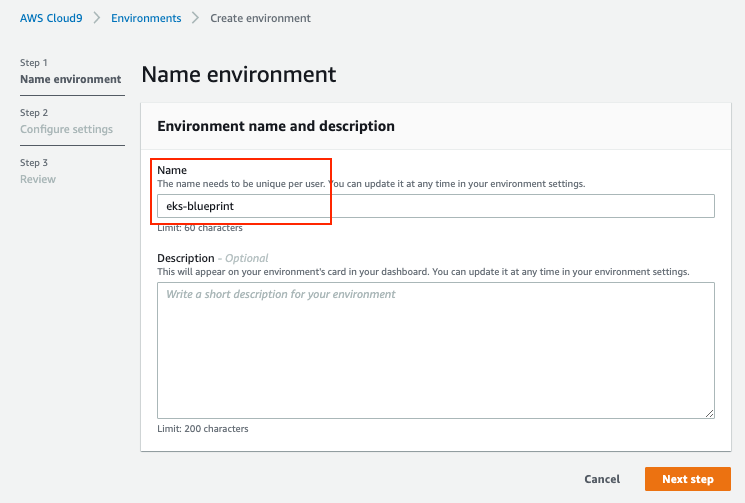 AWS Cloud9 > Environments > Create environment
Step 1
Name environment
Step 2
Configure settings
Step 3
Review
Name environment
Environment name and description
Name
The name needs to be unique per user. You can update it at any time in your environment settings.
eks-blueprint
Limit: 60 characters
Description - Optional
This will appear on your environment's card in your dashboard. You can update it at any time in your environment settings.
Write a short description for your environment
Limit: 200 characters
Cancel
Next step